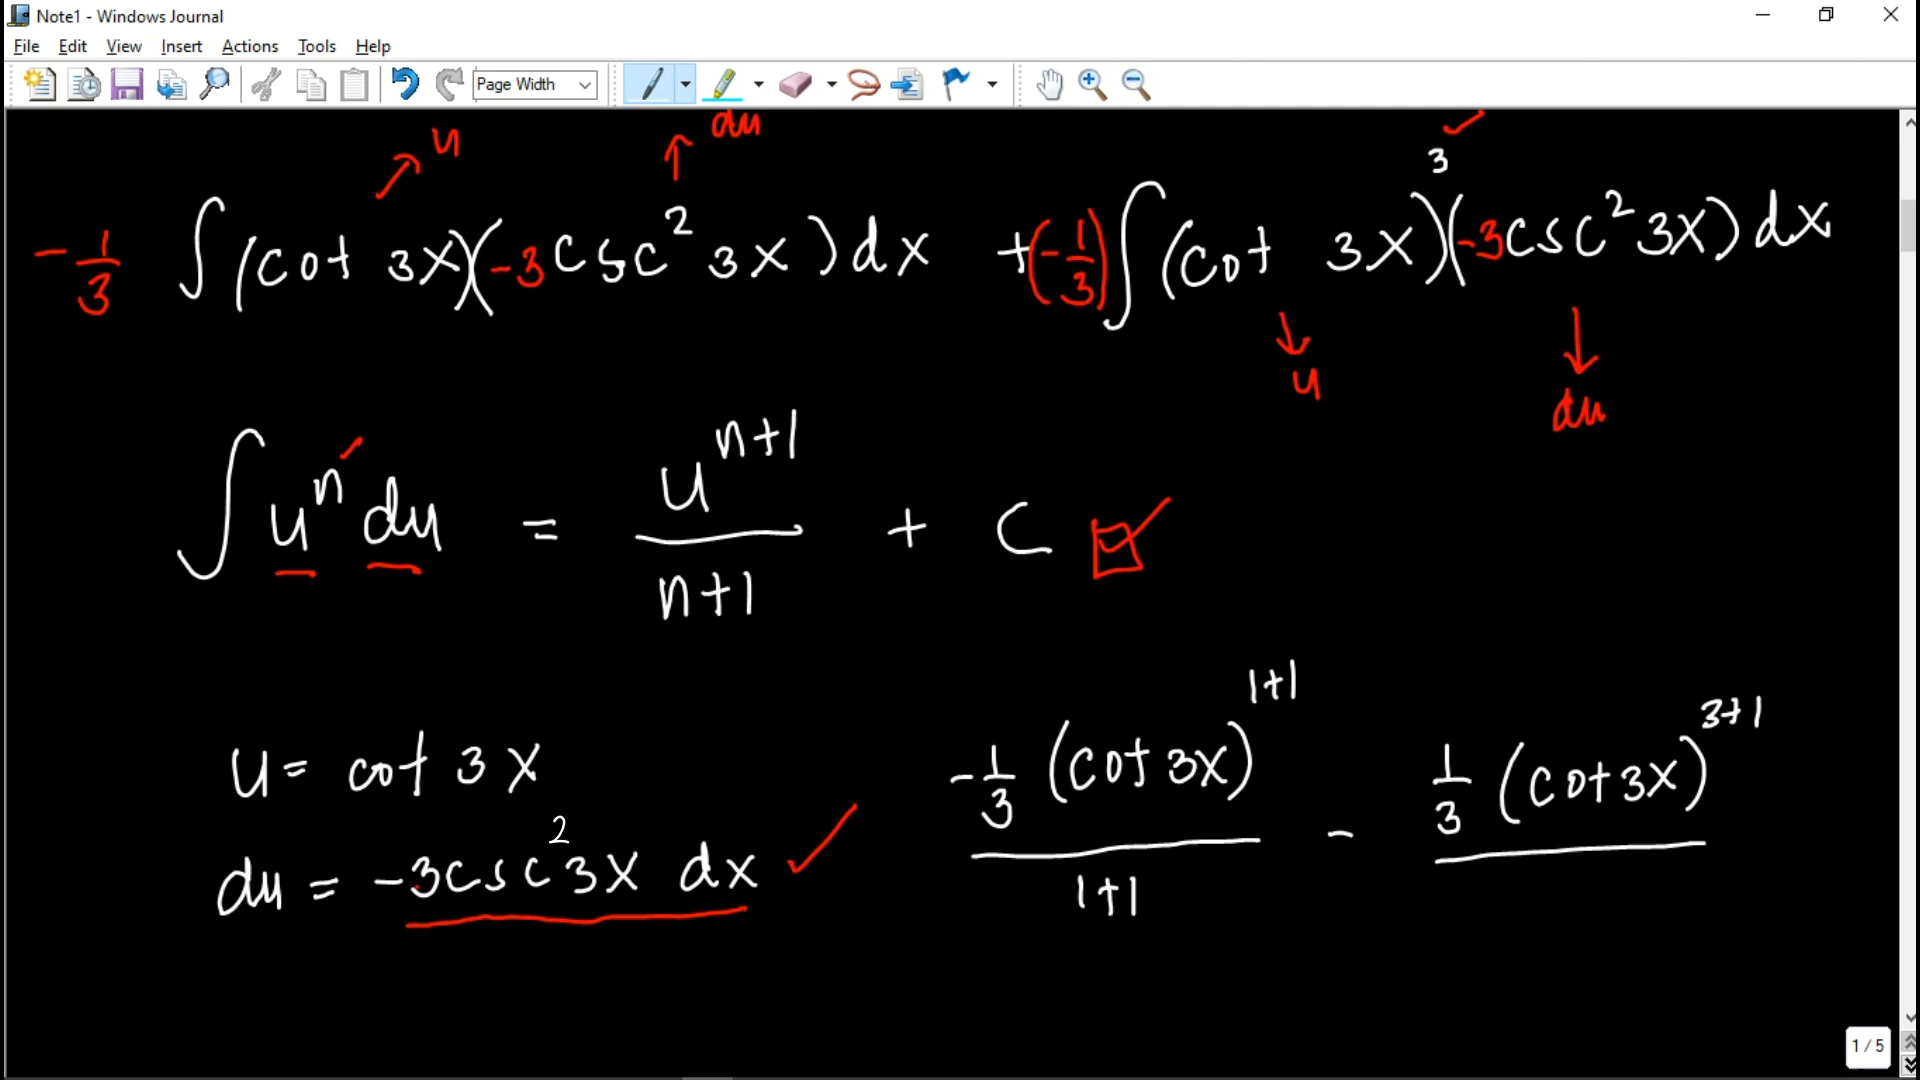 Note1 - Windows Journal
File Edit View Insert Actions Tools Help
Page Width
u du
-1/3 ∫(cot 3x)(-3csc² 3x)dx +(-1/3)∫(cot 3x)³(-3csc² 3x)dx
u
du
∫uⁿ du = uⁿ⁺¹/n+1 + C
u = cot 3x
du = -3csc²3x dx
-1/3 (cot 3x)¹⁺¹/1+1 - 1/3 (cot 3x)³⁺¹
1 / 5